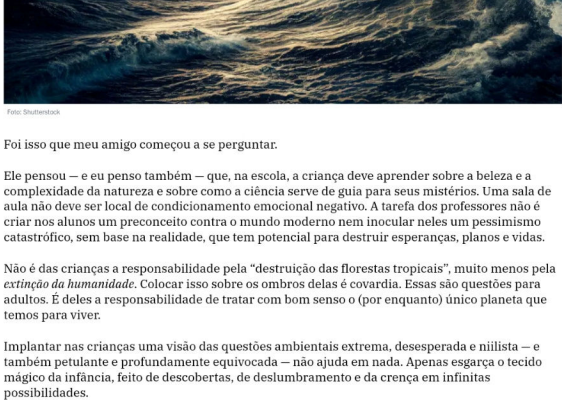 Foto: Shutterstock
Foi isso que meu amigo começou a se perguntar.
Ele pensou — e eu penso também — que, na escola, a criança deve aprender sobre a beleza e a
complexidade da natureza e sobre como a ciência serve de guia para seus mistérios. Uma sala de
aula não deve ser local de condicionamento emocional negativo. A tarefa dos professores não é
criar nos alunos um preconceito contra o mundo moderno nem inocular neles um pessimismo
catastrófico, sem base na realidade, que tem potencial para destruir esperanças, planos e vidas.
Não é das crianças a responsabilidade pela “destruição das florestas tropicais”, muito menos pela
extinção da humanidade. Colocar isso sobre os ombros delas é covardia. Essas são questões para
adultos. É deles a responsabilidade de tratar com bom senso o (por enquanto) único planeta que
temos para viver.
Implantar nas crianças uma visão das questões ambientais extrema, desesperada e niilista — e
também petulante e profundamente equivocada — não ajuda em nada. Apenas esgarça o tecido
mágico da infância, feito de descobertas, de deslumbramento e da crença em infinitas
possibilidades.